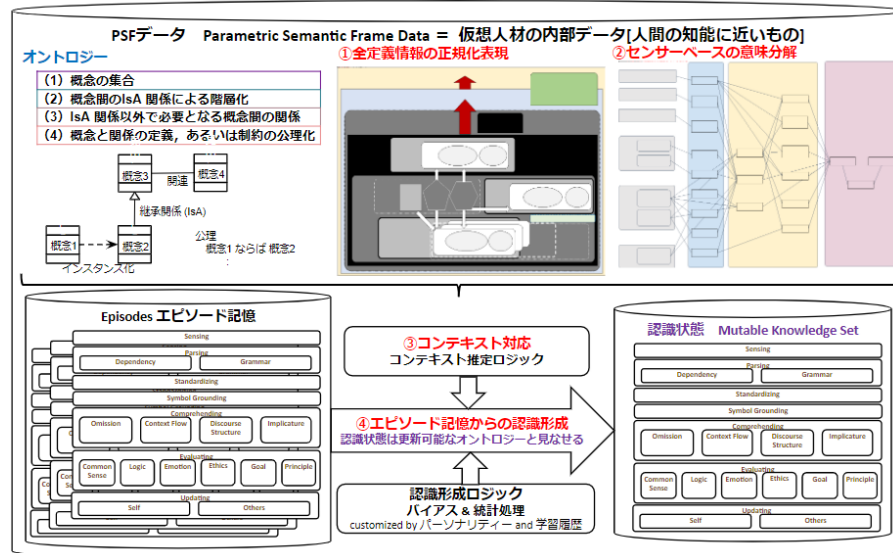 PSFデータ Parametric Semantic Frame Data = 仮想人材の内部データ[人間の知能に近いもの]
オントロジー
(1)概念の集合
(2)概念間のIsA 関係による階層化
(3)IsA 関係以外で必要となる概念間の関係
(4)概念と関係の定義，あるいは制約の公理化
概念3
概念4
関連
継承関係 (IsA)
概念1
概念2
インスタンス化
公理
概念1 ならば 概念2
:
①全定義情報の正規化表現
②センサーベースの意味分解
Episodes エピソード記憶
Sensing
Parsing
Dependency
Grammar
Standardizing
Symbol Grounding
Comprehending
Omission
Context Flow
Discourse
Structure
Implicature
Evaluating
Common
Sense
Logic
Emotion
Ethics
Goal
Principle
Updating
Self
Others
③コンテキスト対応
コンテキスト推定ロジック
④エピソード記憶からの認識形成
認識状態は更新可能なオントロジーと見なせる
認識形成ロジック
バイアス & 統計処理
customized by パーソナリティー and 学習履歴
認識状態 Mutable Knowledge Set
Sensing
Parsing
Dependency
Grammar
Standardizing
Symbol Grounding
Comprehending
Omission
Context Flow
Discourse
Structure
Implicature
Evaluating
Common
Sense
Logic
Emotion
Ethics
Goal
Principle
Updating
Self
Others